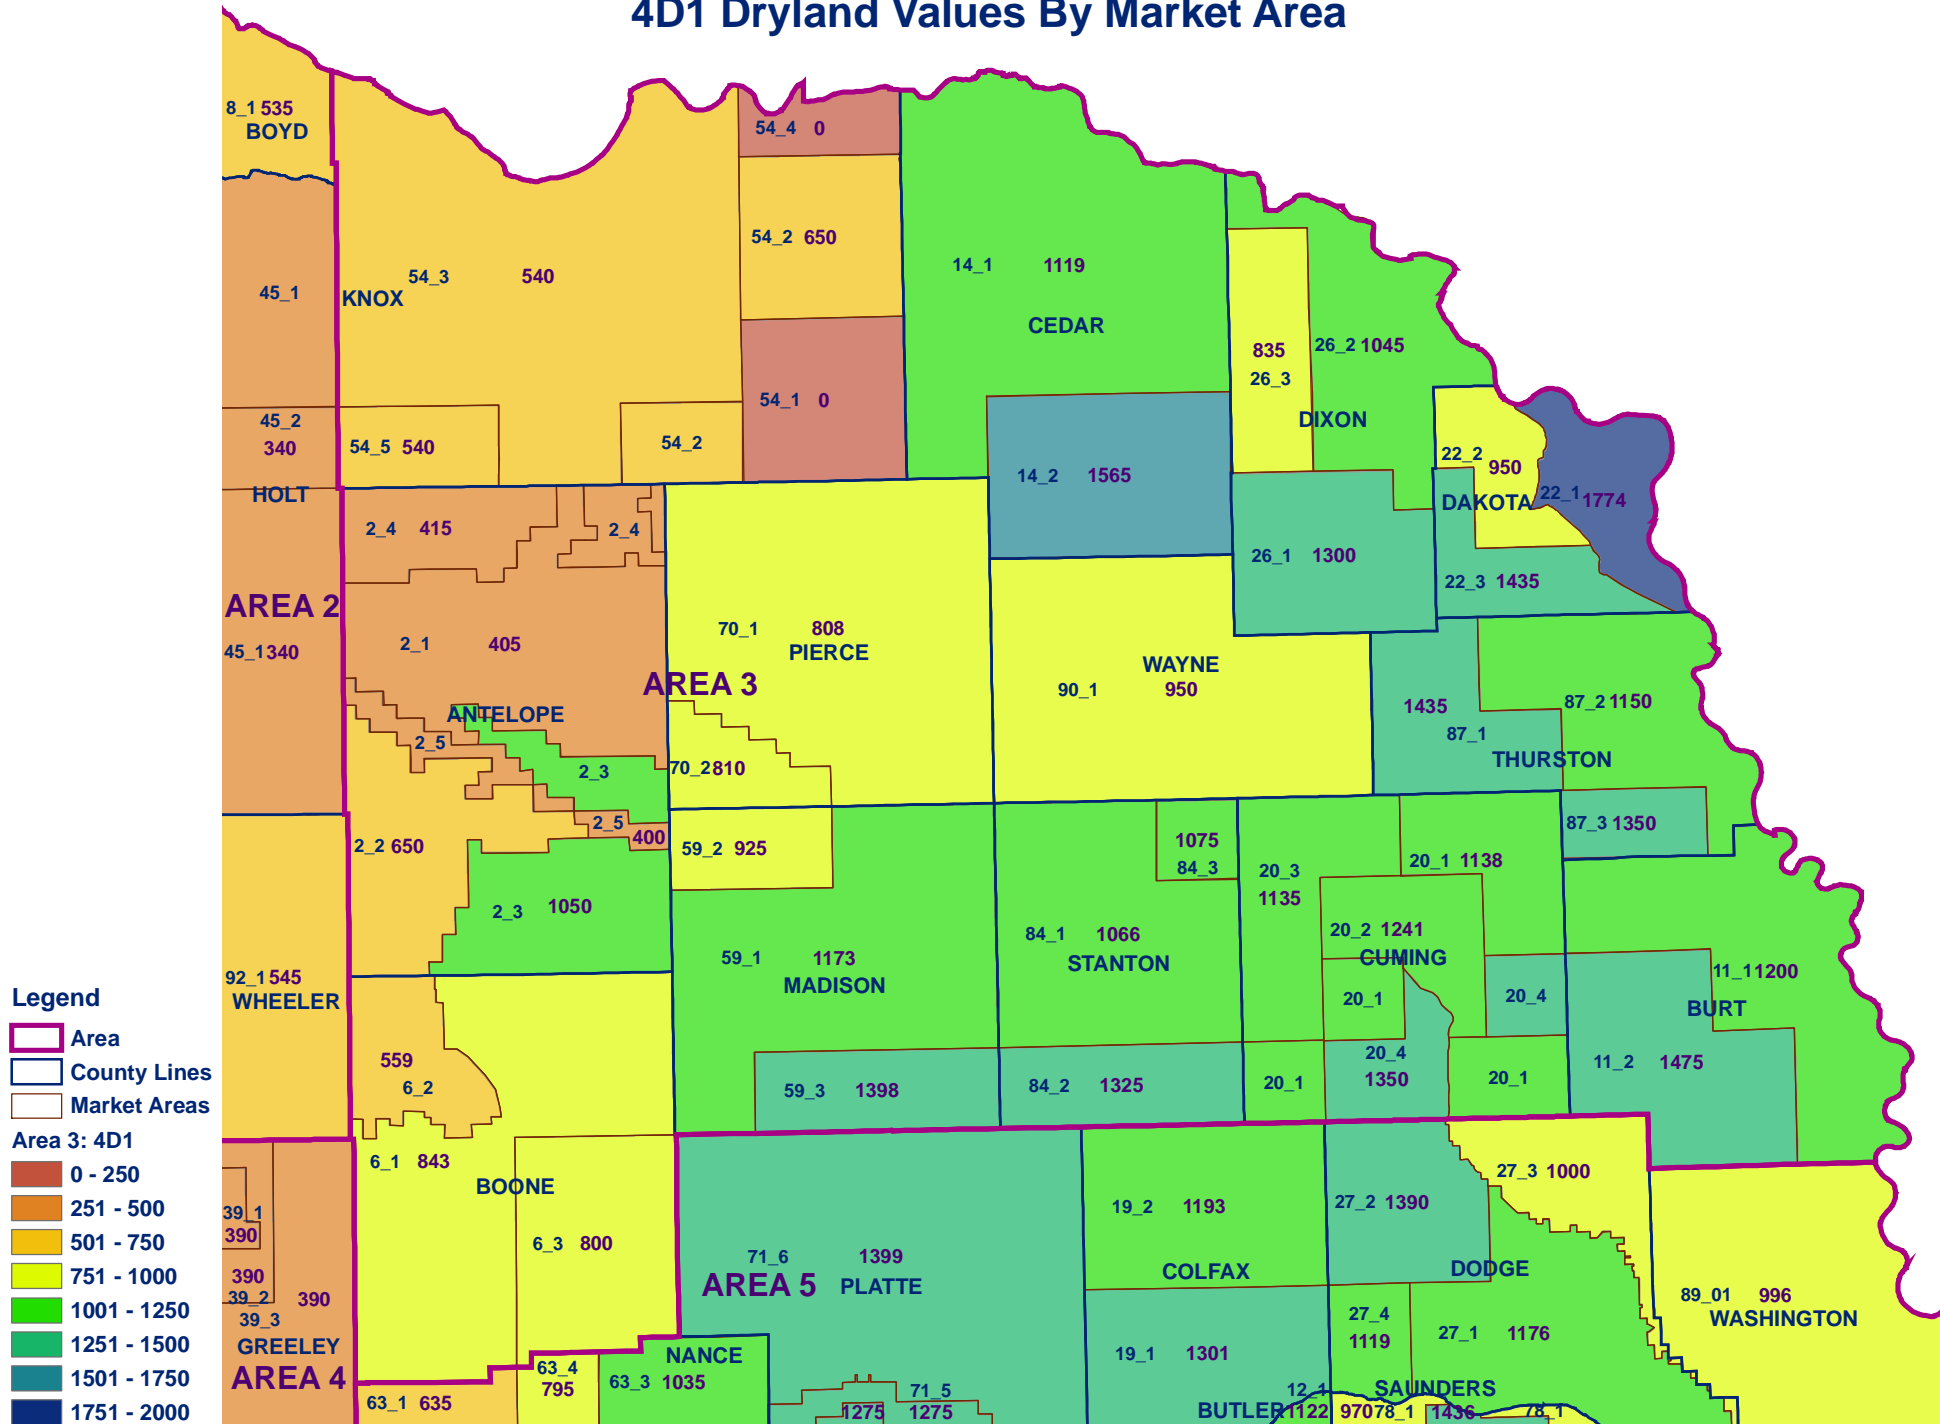 4D1 Dryland Values By Market Area
8_1 535
BOYD
54_4 0
54_2 650
14_1 1119
54_3 540
45_1
KNOX
CEDAR
835
26_3
26_2 1045
DIXON
54_1 0
45_2
340
54_5 540
54_2
14_2 1565
22_2
950
22_1 1774
HOLT
DAKOTA
2_4 415
2_4
26_1 1300
22_3 1435
AREA 2
45_1 340
2_1 405
70_1 808
PIERCE
WAYNE
90_1 950
AREA 3
1435
87_1
87_2 1150
ANTELOPE
2_5
2_3
70_2 810
THURSTON
2_5
400
2_2 650
59_2 925
1075
84_3
20_3
1135
20_1 1138
87_3 1350
2_3 1050
59_1 1173
MADISON
84_1 1066
STANTON
20_2 1241
CUMING
92_1 545
WHEELER
20_1
20_4
11_1 1200
BURT
559
6_2
59_3 1398
84_2 1325
20_1
20_4
1350
20_1
11_2 1475
6_1 843
BOONE
27_3 1000
19_2 1193
27_2 1390
39_1
390
6_3 800
71_6 1399
390
39_2
390
39_3
AREA 5
PLATTE
COLFAX
DODGE
89_01 996
WASHINGTON
GREELEY
AREA 4
NANCE
63_4
795
63_3 1035
63_1 635
19_1 1301
27_4
1119
27_1 1176
71_5
1275 1275
12_1
SAUNDERS
BUTLER 1122
970 78_1
1436
78_1
Legend
Area
County Lines
Market Areas
Area 3: 4D1
0 - 250
251 - 500
501 - 750
751 - 1000
1001 - 1250
1251 - 1500
1501 - 1750
1751 - 2000